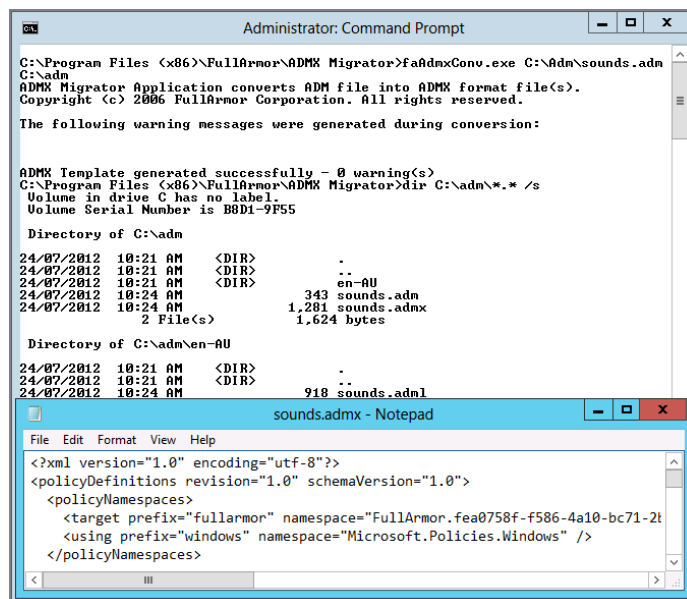 Administrator: Command Prompt
C:\Program Files (x86)\FullArmor\ADMX Migrator>faAdmxConv.exe C:\Adm\sounds.adm
C:\adm
ADMX Migrator Application converts ADM file into ADMX format file(s).
Copyright (c) 2006 FullArmor Corporation. All rights reserved.
The following warning messages were generated during conversion:
ADMX Template generated successfully - 0 warning(s)
C:\Program Files (x86)\FullArmor\ADMX Migrator>dir C:\adm\*.* /s
Volume in drive C has no label.
Volume Serial Number is B8D1-9F55
Directory of C:\adm
24/07/2012 10:21 AM <DIR> .
24/07/2012 10:21 AM <DIR> ..
24/07/2012 10:21 AM <DIR> en-AU
24/07/2012 10:24 AM 343 sounds.adm
24/07/2012 10:24 AM 1,281 sounds.admx
2 File(s) 1,624 bytes
Directory of C:\adm\en-AU
24/07/2012 10:21 AM <DIR> .
24/07/2012 10:21 AM <DIR> ..
24/07/2012 10:24 AM 918 sounds.adml
sounds.admx - Notepad
File Edit Format View Help
<?xml version="1.0" encoding="utf-8"?>
<policyDefinitions revision="1.0" schemaVersion="1.0">
<policyNamespaces>
<target prefix="fullarmor" namespace="FullArmor.fea0758f-f586-4a10-bc71-2b
<using prefix="windows" namespace="Microsoft.Policies.Windows" />
</policyNamespaces>